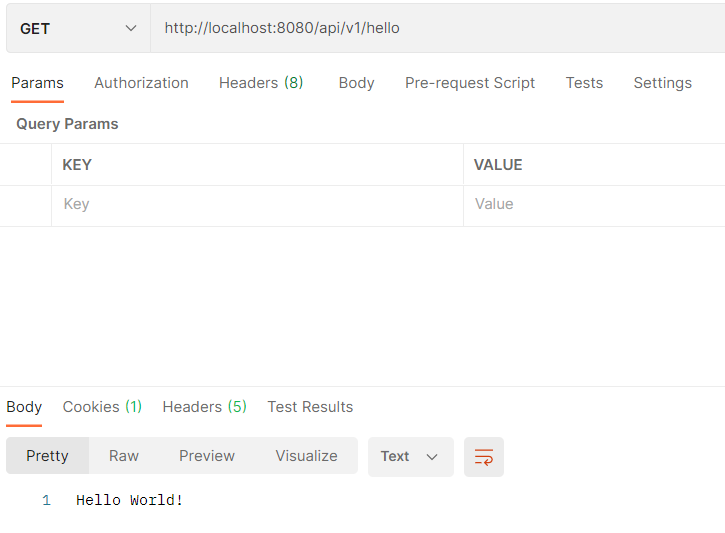 GET http://localhost:8080/api/v1/hello
Params Authorization Headers (8) Body Pre-request Script Tests Settings
Query Params
KEY VALUE
Key Value
Body Cookies (1) Headers (5) Test Results
Pretty Raw Preview Visualize Text
1 Hello World!